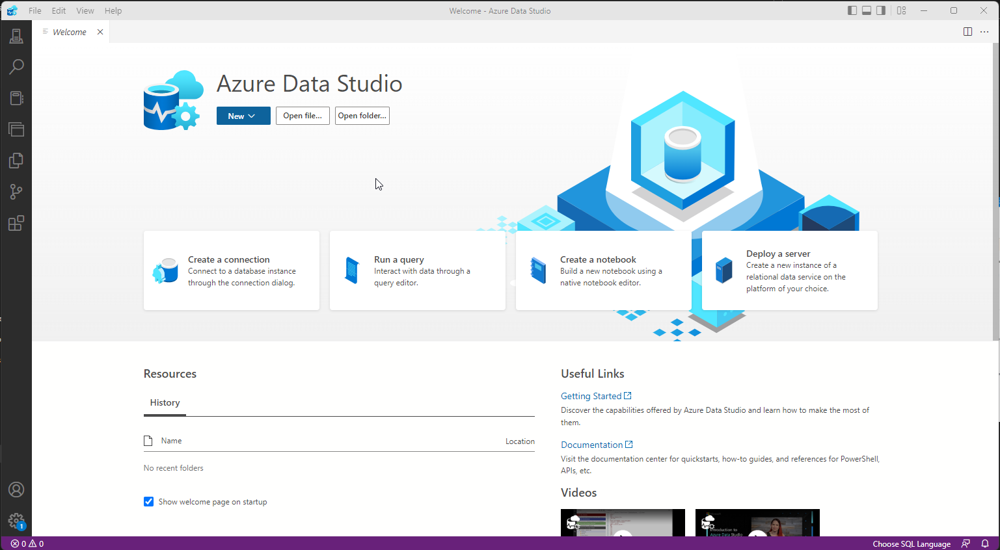 File Edit View Help
Welcome - Azure Data Studio
Welcome
Azure Data Studio
New
Open file...
Open folder...
Create a connection
Connect to a database instance
through the connection dialog.
Run a query
Interact with data through a
query editor.
Create a notebook
Build a new notebook using a
native notebook editor.
Deploy a server
Create a new instance of a
relational data service on the
platform of your choice.
Resources
History
Name
Location
No recent folders
Show welcome page on startup
Useful Links
Getting Started
Discover the capabilities offered by Azure Data Studio and learn how to make the most of
them.
Documentation
Visit the documentation center for quickstarts, how-to guides, and references for PowerShell,
APIs, etc.
Videos
Introduction to
Azure Data Studio
1
0 0
Choose SQL Language